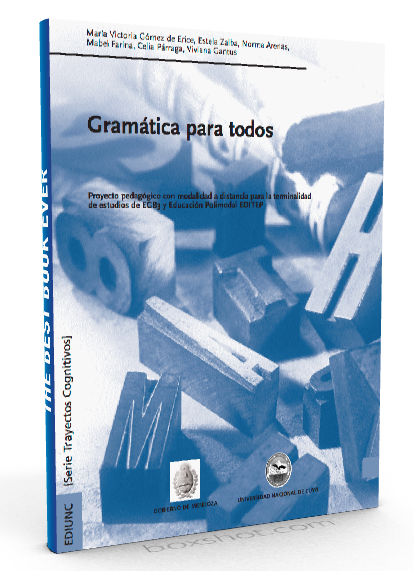 María Victoria Gómez de Erice, Estela Zalba, Norma Arenas,
Mabel Farina, Celia Párraga, Viviana Gantus
Gramática para todos
Proyecto pedagógico con modalidad a distancia para la terminalidad
de estudios de EGB3 y Educación Polimodal EDITEP
THE BEST BOOK EVER
[Serie Trayectos Cognitivos]
EDIUNC
GOBIERNO DE MENDOZA
UNIVERSIDAD NACIONAL DE CUYO
M
A
H
boxshot.com